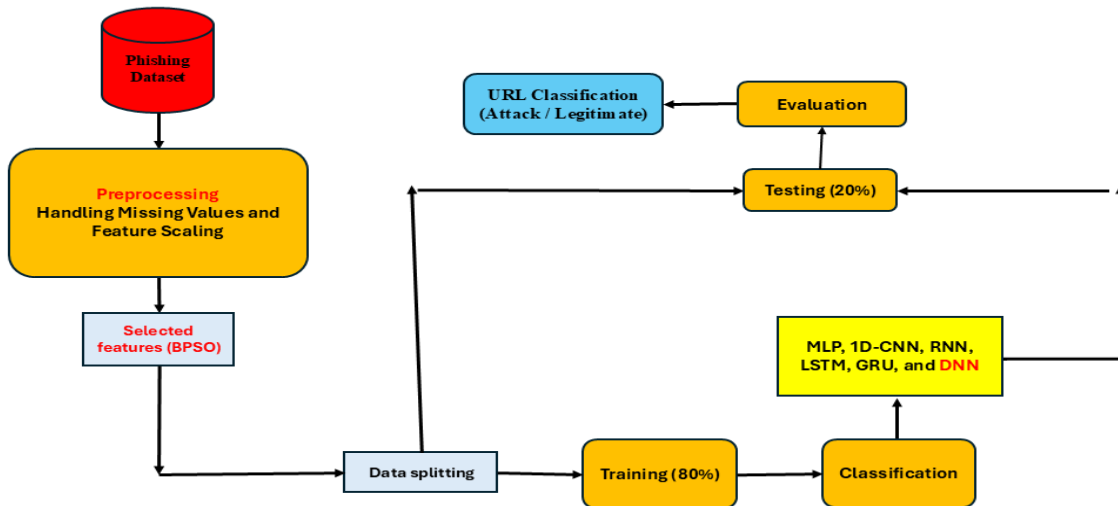 Phishing
Dataset
Preprocessing
Handling Missing Values and
Feature Scaling
Selected
features (BPSO)
Data splitting
Training (80%)
Classification
MLP, 1D-CNN, RNN,
LSTM, GRU, and DNN
Testing (20%)
Evaluation
URL Classification
(Attack / Legitimate)